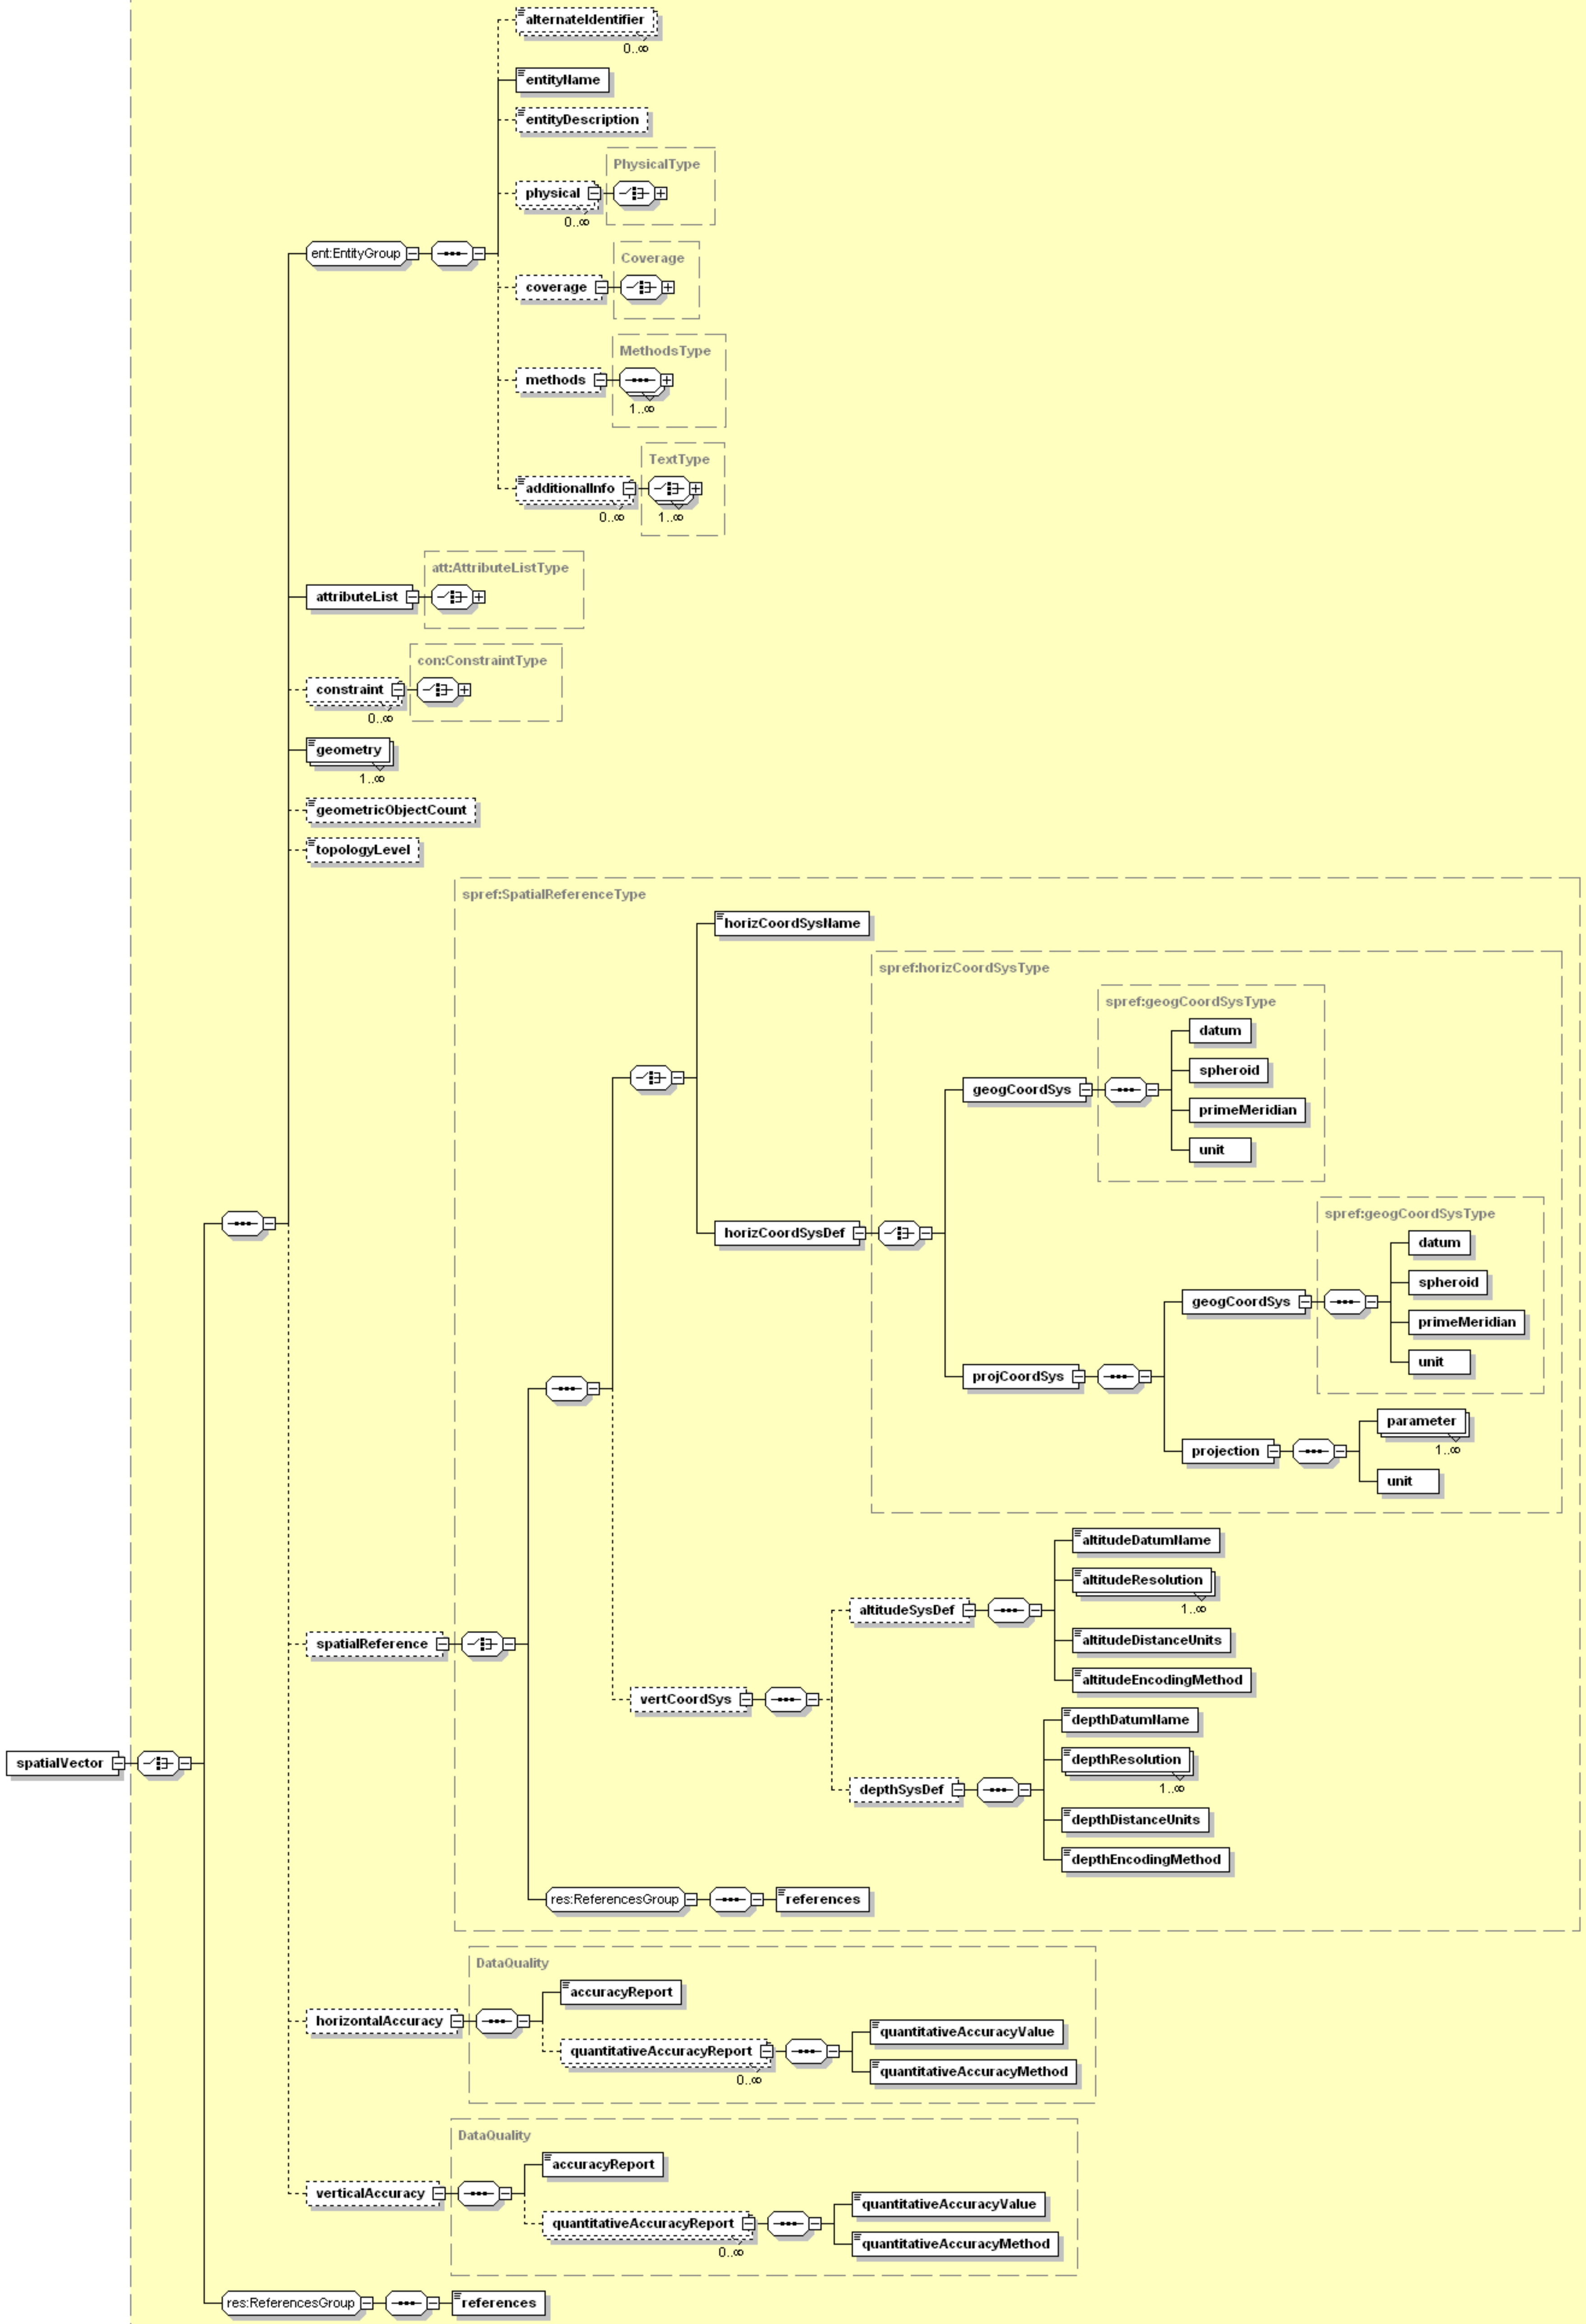 alternateIdentifier
0..∞
entityName
entityDescription
PhysicalType
physical
0..∞
Coverage
ent:EntityGroup
coverage
MethodsType
methods
1..∞
TextType
additionalInfo
0..∞
1..∞
att:AttributeListType
attributeList
con:ConstraintType
constraint
0..∞
geometry
1..∞
geometricObjectCount
topologyLevel
spref:SpatialReferenceType
horizCoordSysName
spref:horizCoordSysType
spref:geogCoordSysType
datum
spheroid
geogCoordSys
primeMeridian
unit
spref:geogCoordSysType
horizCoordSysDef
datum
spheroid
geogCoordSys
primeMeridian
unit
projCoordSys
parameter
1..∞
projection
unit
altitudeDatumName
altitudeResolution
1..∞
altitudeSysDef
altitudeDistanceUnits
spatialReference
altitudeEncodingMethod
vertCoordSys
depthDatumName
spatialVector
depthResolution
1..∞
depthSysDef
depthDistanceUnits
depthEncodingMethod
res:ReferencesGroup
references
DataQuality
accuracyReport
horizontalAccuracy
quantitativeAccuracyValue
quantitativeAccuracyReport
0..∞
quantitativeAccuracyMethod
DataQuality
accuracyReport
verticalAccuracy
quantitativeAccuracyValue
quantitativeAccuracyReport
0..∞
quantitativeAccuracyMethod
res:ReferencesGroup
references